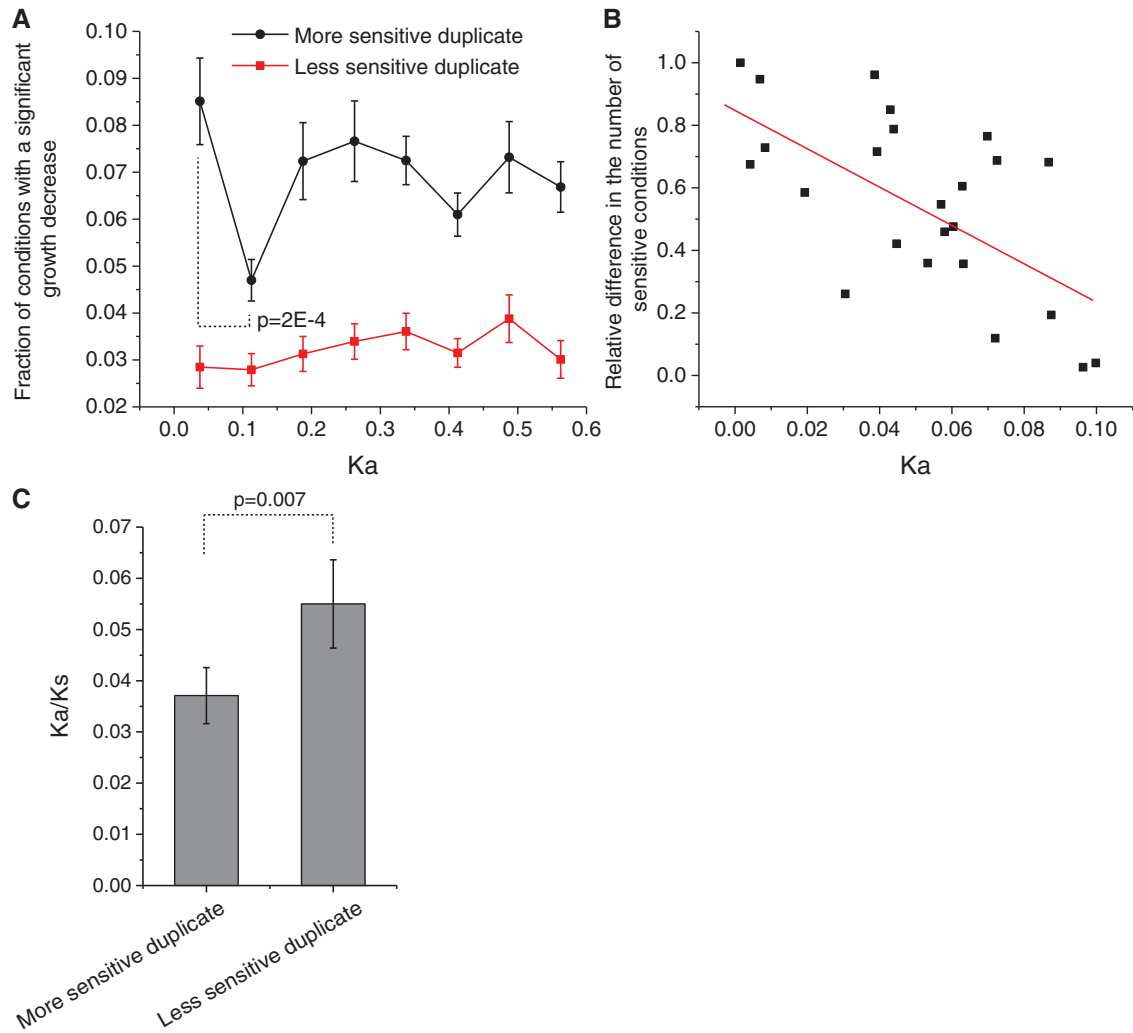 A
Fraction of conditions with a significant
growth decrease
0.10
0.09
0.08
0.07
0.06
0.05
0.04
0.03
0.02
More sensitive duplicate
Less sensitive duplicate
p=2E-4
0.0 0.1 0.2 0.3 0.4 0.5 0.6
Ka
B
Relative difference in the number of
sensitive conditions
1.0
0.8
0.6
0.4
0.2
0.0
0.00 0.02 0.04 0.06 0.08 0.10
Ka
C
p=0.007
Ka/Ks
0.07
0.06
0.05
0.04
0.03
0.02
0.01
0.00
More sensitive duplicate
Less sensitive duplicate